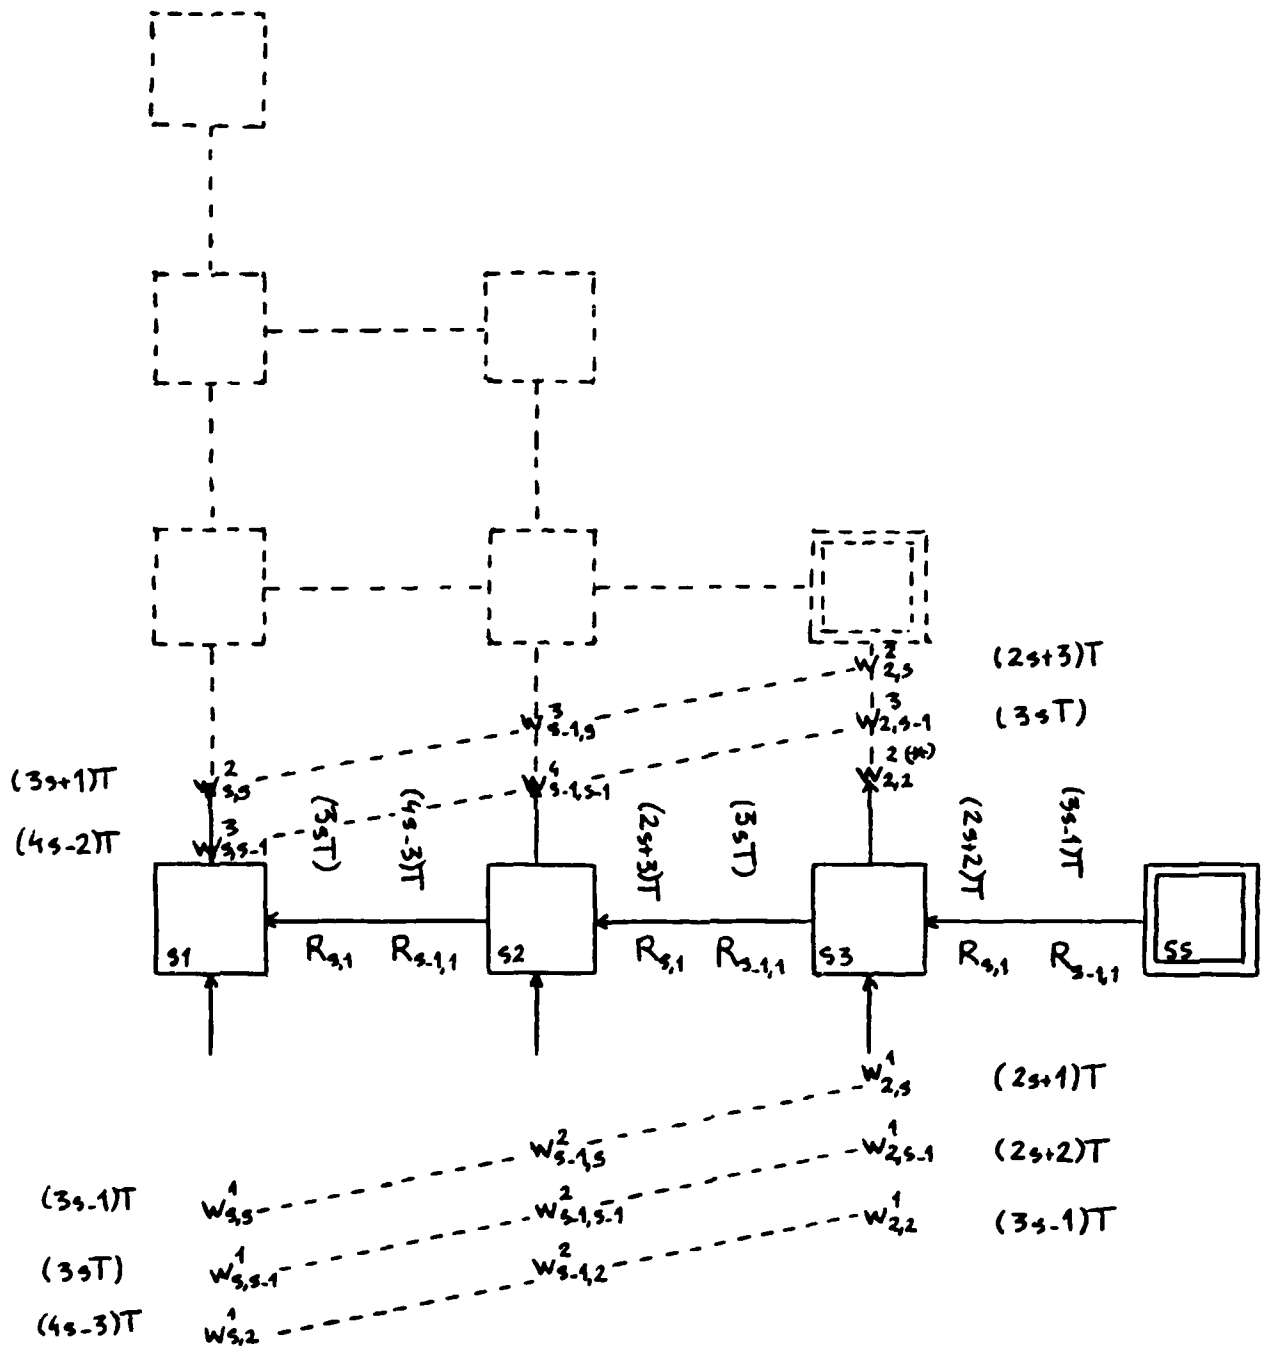 w²₂,ₛ (2s+3)T
w³ₛ₋₁,ₛ w³₂,ₛ₋₁ (3sT)
(3s+1)T w²ₛ,ₛ w⁴ₛ₋₁,ₛ₋₁ w²⁽*⁾₂,₂
(4s-2)T w³ₛ,ₛ₋₁ (3sT) (4s-3)T (2s+3)T (3sT) (2s+2)T (3s-1)T
s1 Rₛ,₁ Rₛ₋₁,₁ s2 Rₛ,₁ Rₛ₋₁,₁ s3 Rₛ,₁ Rₛ₋₁,₁ ss
w¹₂,ₛ (2s+1)T
w²ₛ₋₁,ₛ w¹₂,ₛ₋₁ (2s+2)T
(3s-1)T w¹ₛ,ₛ w²ₛ₋₁,ₛ₋₁ w¹₂,₂ (3s-1)T
(3sT) w¹ₛ,ₛ₋₁ w²ₛ₋₁,₂
(4s-3)T w¹ₛ,₂